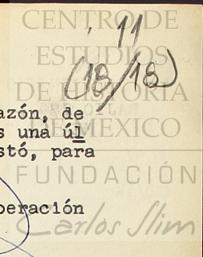 CENTRO DE
' 11
ESTUDIOS
(18/18)
DE HISTORIA
azón, de
s una úl
DE MEXICO
stó, para
FUNDACIÓN
peración
Carlos Slim